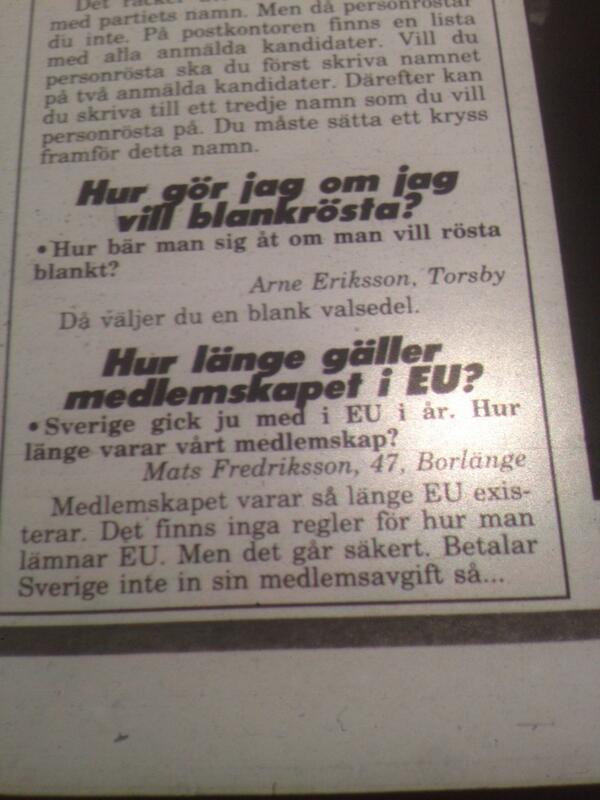 Det räcker
med partiets namn. Men då personröstar
du inte. På postkontoren finns en lista
med alla anmälda kandidater. Vill du
personrösta ska du först skriva namnet
på två anmälda kandidater. Därefter kan
du skriva till ett tredje namn som du vill
personrösta på. Du måste sätta ett kryss
framför detta namn.
Hur gör jag om jag
vill blankrösta?
• Hur bär man sig åt om man vill rösta
blankt?
Arne Eriksson, Torsby
Då väljer du en blank valsedel.
Hur länge gäller
medlemskapet i EU?
• Sverige gick ju med i EU i år. Hur
länge varar vårt medlemskap?
Mats Fredriksson, 47, Borlänge
Medlemskapet varar så länge EU exis-
terar. Det finns inga regler för hur man
lämnar EU. Men det går säkert. Betalar
Sverige inte in sin medlemsavgift så...